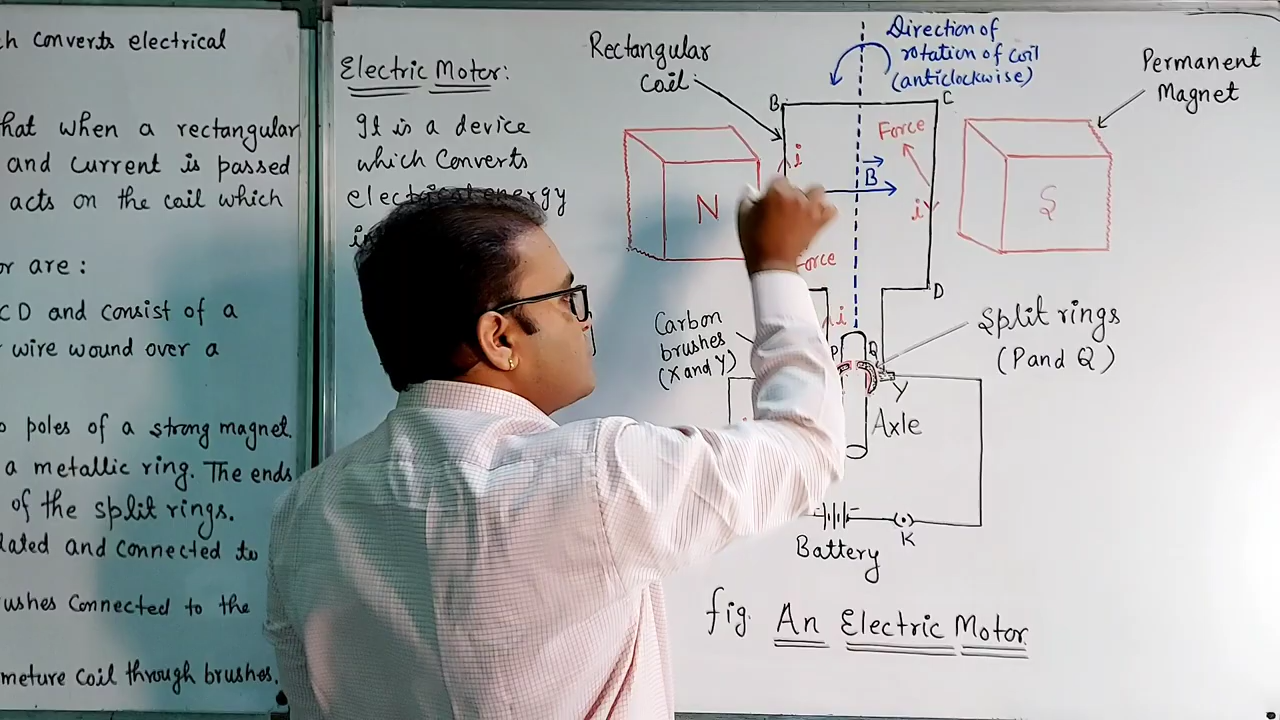 ch converts electrical
hat when a rectangular
and current is passed
acts on the coil which
or are :
CD and consist of a
wire wound over a
o poles of a strong magnet.
a metallic ring. The ends
of the split rings.
lated and connected to
ushes Connected to the
meture coil through brushes.
Electric Motor:
It is a device
which Converts
electrical energy
Rectangular
Coil
Direction of
rotation of coil
(anticlockwise)
Permanent
Magnet
B
C
Force
i
B
i
N
S
Force
D
i
Carbon
brushes
(X and Y)
Split rings
(P and Q)
P
Q
Y
Axle
Battery
K
fig. An Electric Motor